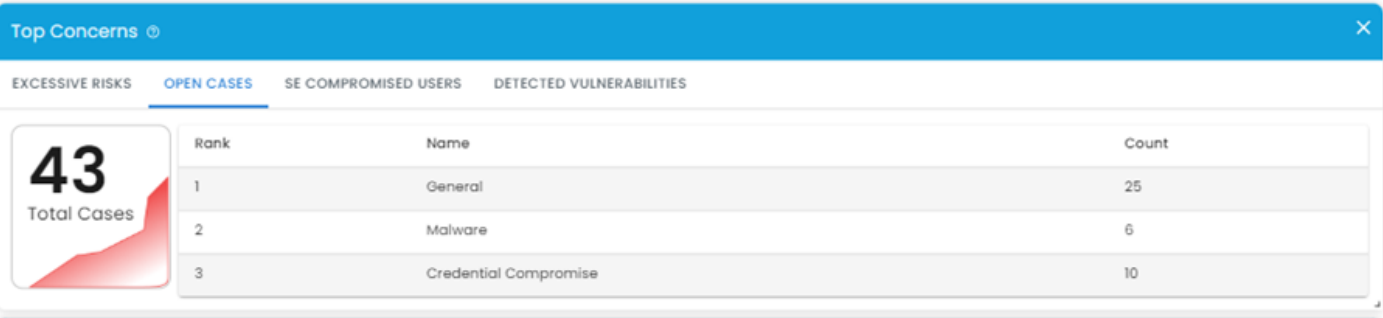 Top Concerns
EXCESSIVE RISKS OPEN CASES SE COMPROMISED USERS DETECTED VULNERABILITIES
43
Total Cases
Rank Name Count
1 General 25
2 Malware 6
3 Credential Compromise 10